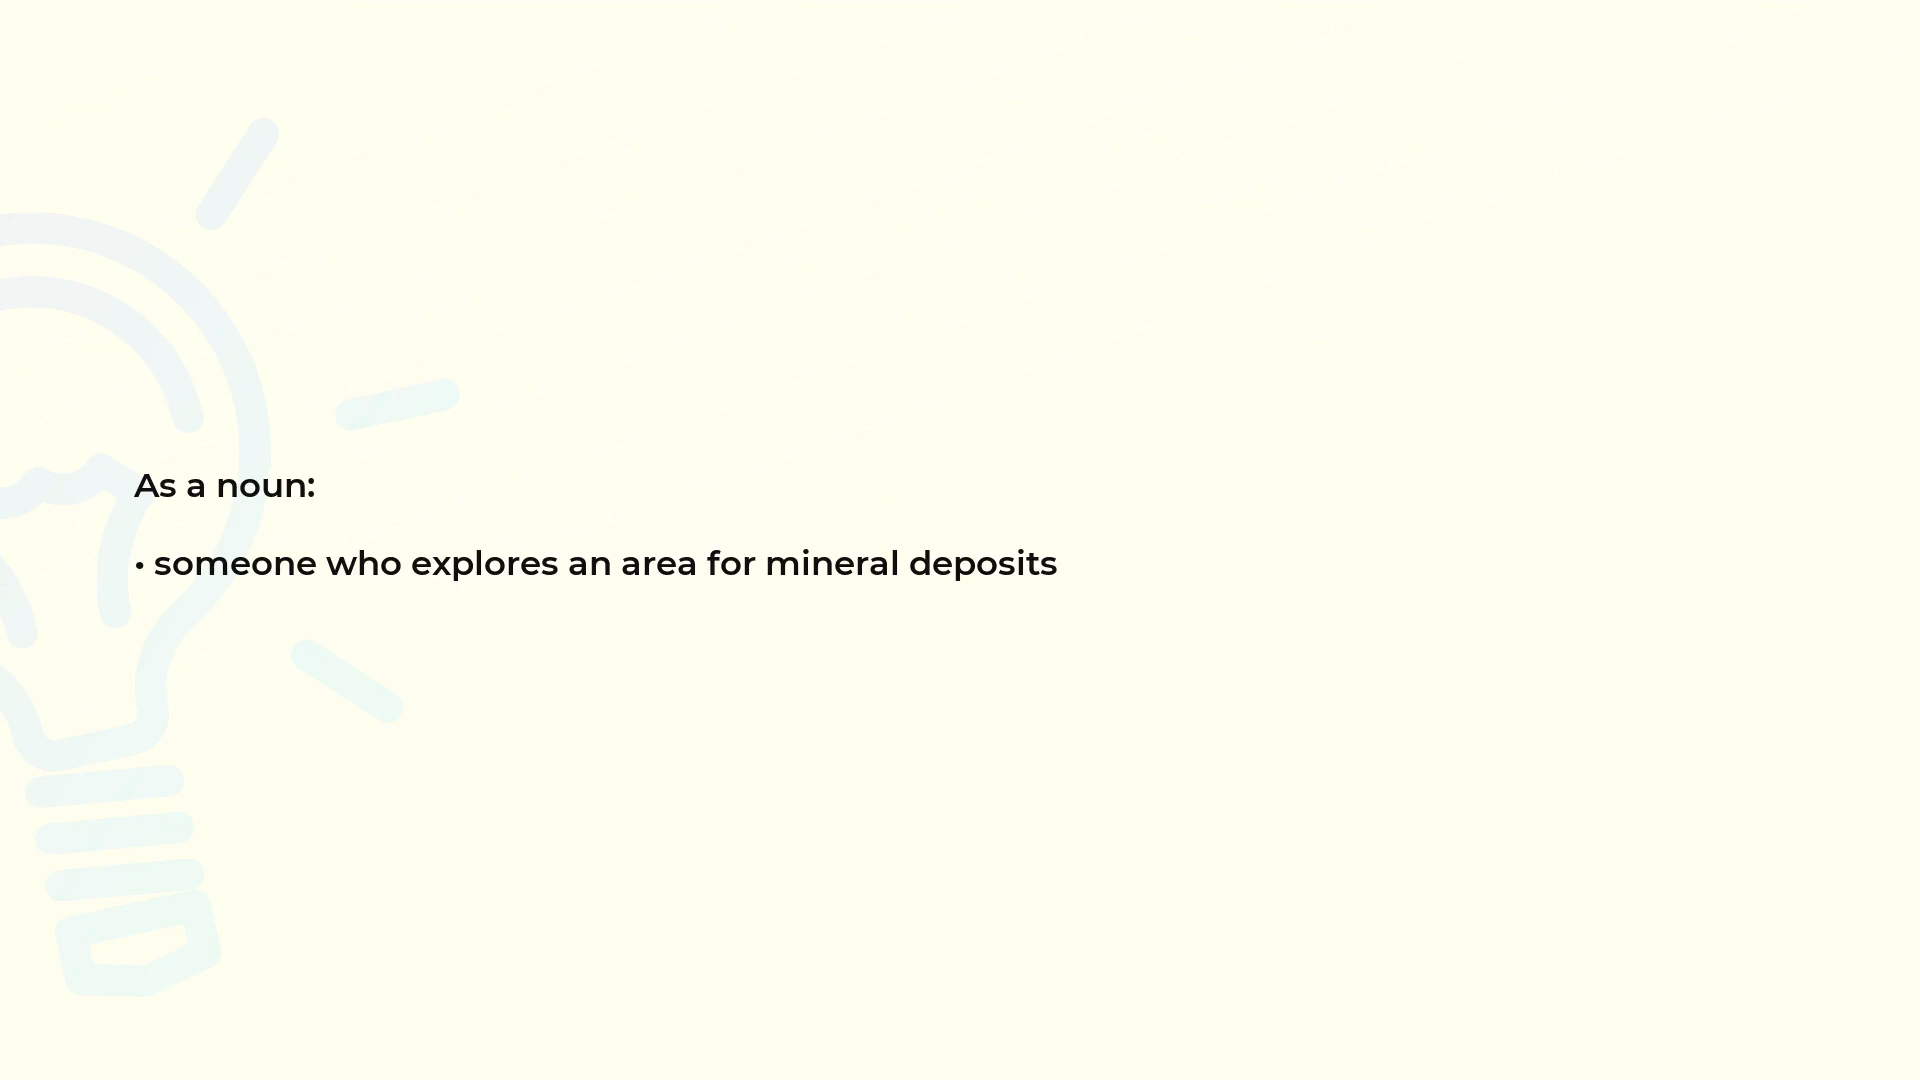 As a noun:
• someone who explores an area for mineral deposits